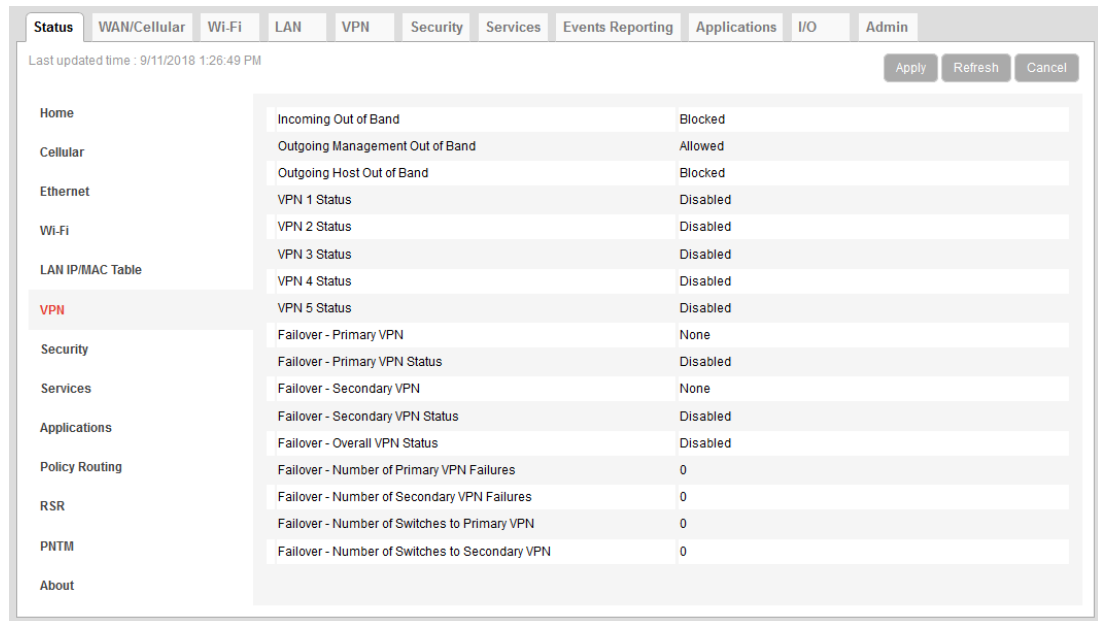 Status WAN/Cellular Wi-Fi LAN VPN Security Services Events Reporting Applications I/O Admin
Last updated time : 9/11/2018 1:26:49 PM
Apply Refresh Cancel
Home
Cellular
Ethernet
Wi-Fi
LAN IP/MAC Table
VPN
Security
Services
Applications
Policy Routing
RSR
PNTM
About
Incoming Out of Band Blocked
Outgoing Management Out of Band Allowed
Outgoing Host Out of Band Blocked
VPN 1 Status Disabled
VPN 2 Status Disabled
VPN 3 Status Disabled
VPN 4 Status Disabled
VPN 5 Status Disabled
Failover - Primary VPN None
Failover - Primary VPN Status Disabled
Failover - Secondary VPN None
Failover - Secondary VPN Status Disabled
Failover - Overall VPN Status Disabled
Failover - Number of Primary VPN Failures 0
Failover - Number of Secondary VPN Failures 0
Failover - Number of Switches to Primary VPN 0
Failover - Number of Switches to Secondary VPN 0